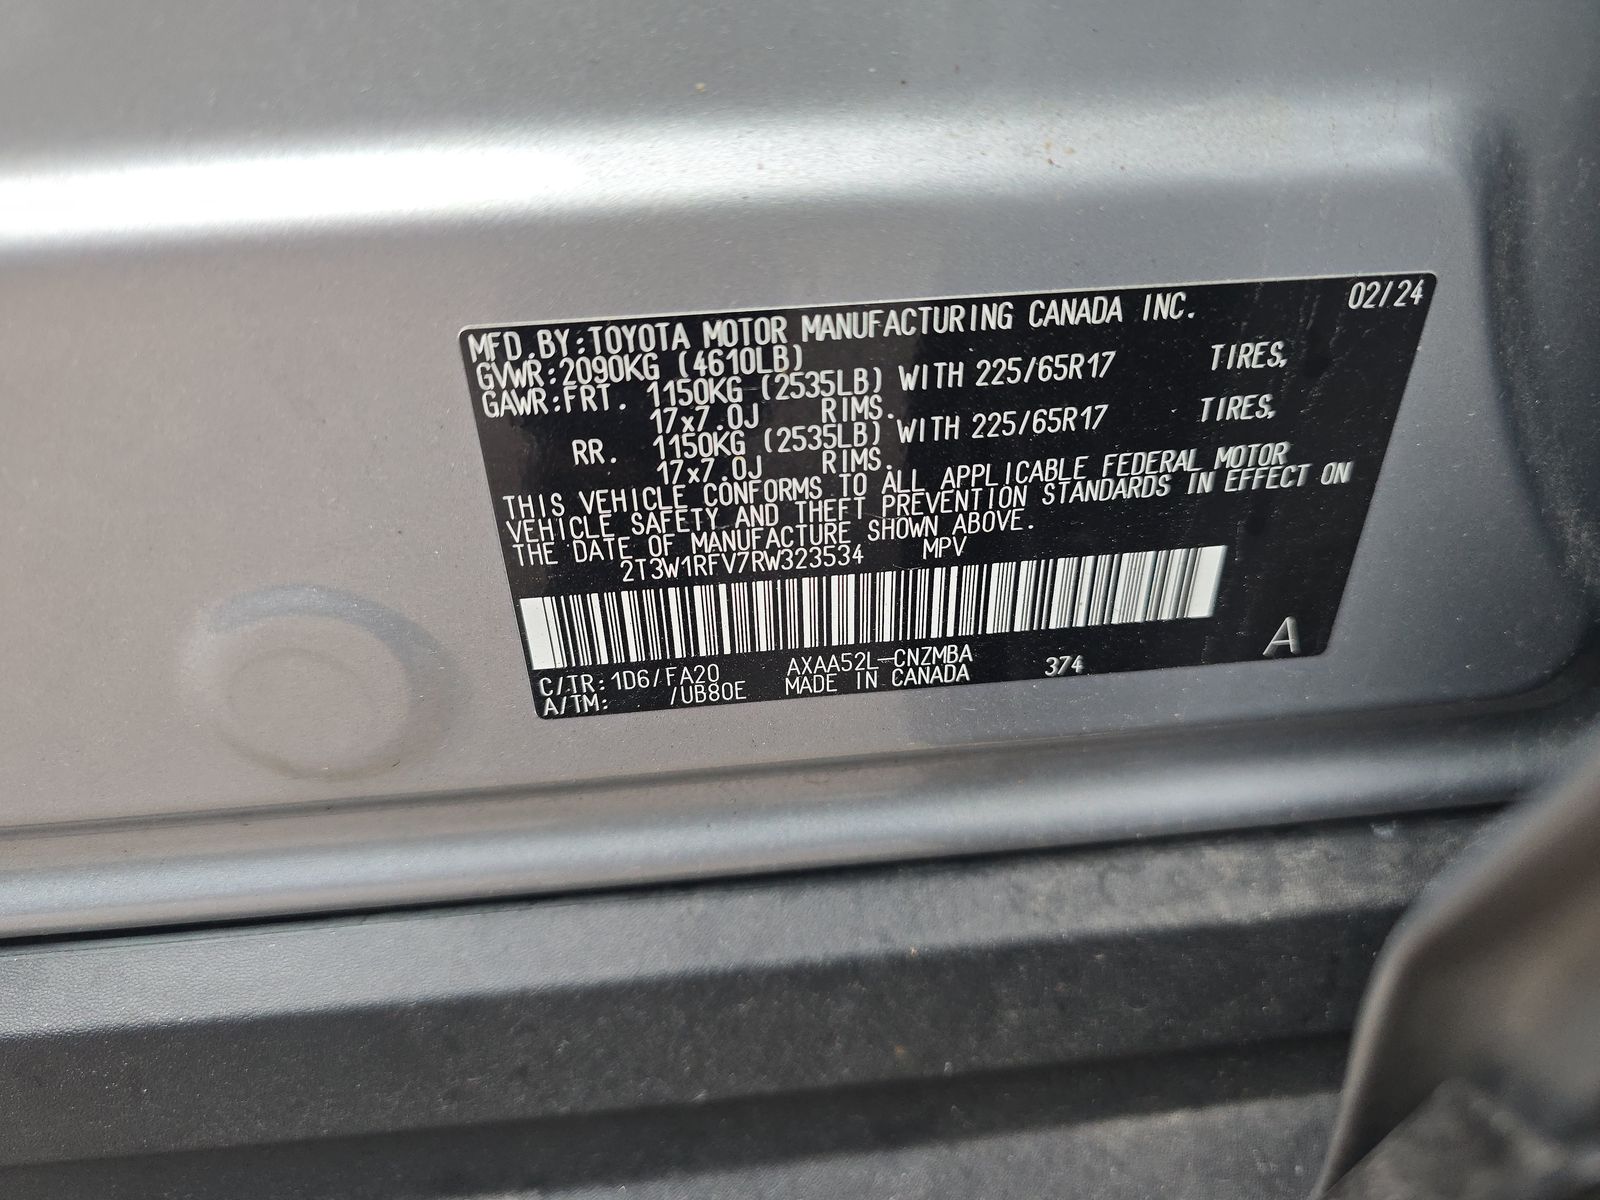 02/24
MFD.BY:TOYOTA MOTOR MANUFACTURING CANADA INC.
GVWR:2090KG (4610LB)
GAWR:FRT. 1150KG (2535LB) WITH 225/65R17 TIRES,
17x7.0J RIMS.
RR. 1150KG (2535LB) WITH 225/65R17 TIRES,
17x7.0J RIMS.
THIS VEHICLE CONFORMS TO ALL APPLICABLE FEDERAL MOTOR
VEHICLE SAFETY AND THEFT PREVENTION STANDARDS IN EFFECT ON
THE DATE OF MANUFACTURE SHOWN ABOVE.
2T3W1RFV7RW323534 MPV
A
C/TR:1D6/FA20 AXAA52L-CNZMBA 374
A/TM: /UB80E MADE IN CANADA